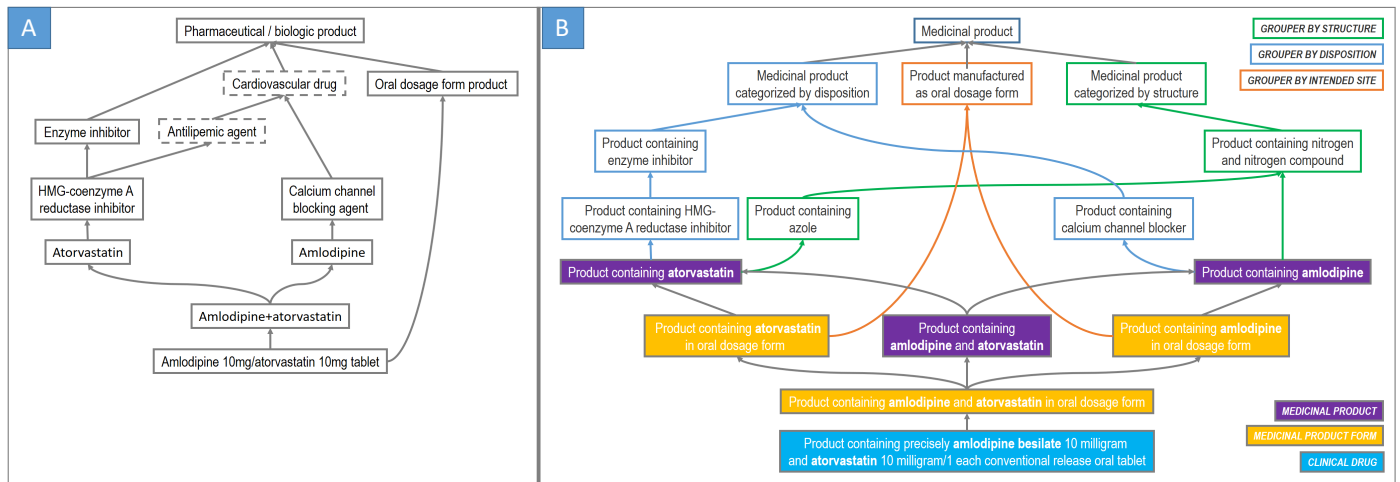 A
Pharmaceutical / biologic product
Cardiovascular drug
Oral dosage form product
Enzyme inhibitor
Antilipemic agent
HMG-coenzyme A
reductase inhibitor
Calcium channel
blocking agent
Atorvastatin
Amlodipine
Amlodipine+atorvastatin
Amlodipine 10mg/atorvastatin 10mg tablet
B
Medicinal product
GROUPER BY STRUCTURE
GROUPER BY DISPOSITION
GROUPER BY INTENDED SITE
Medicinal product
categorized by disposition
Product manufactured
as oral dosage form
Medicinal product
categorized by structure
Product containing
enzyme inhibitor
Product containing nitrogen
and nitrogen compound
Product containing HMG-
coenzyme A reductase inhibitor
Product containing
azole
Product containing
calcium channel blocker
Product containing atorvastatin
Product containing amlodipine
Product containing atorvastatin
in oral dosage form
Product containing
amlodipine and atorvastatin
Product containing amlodipine
in oral dosage form
Product containing amlodipine and atorvastatin in oral dosage form
Product containing precisely amlodipine besilate 10 milligram
and atorvastatin 10 milligram/1 each conventional release oral tablet
MEDICINAL PRODUCT
MEDICINAL PRODUCT FORM
CLINICAL DRUG